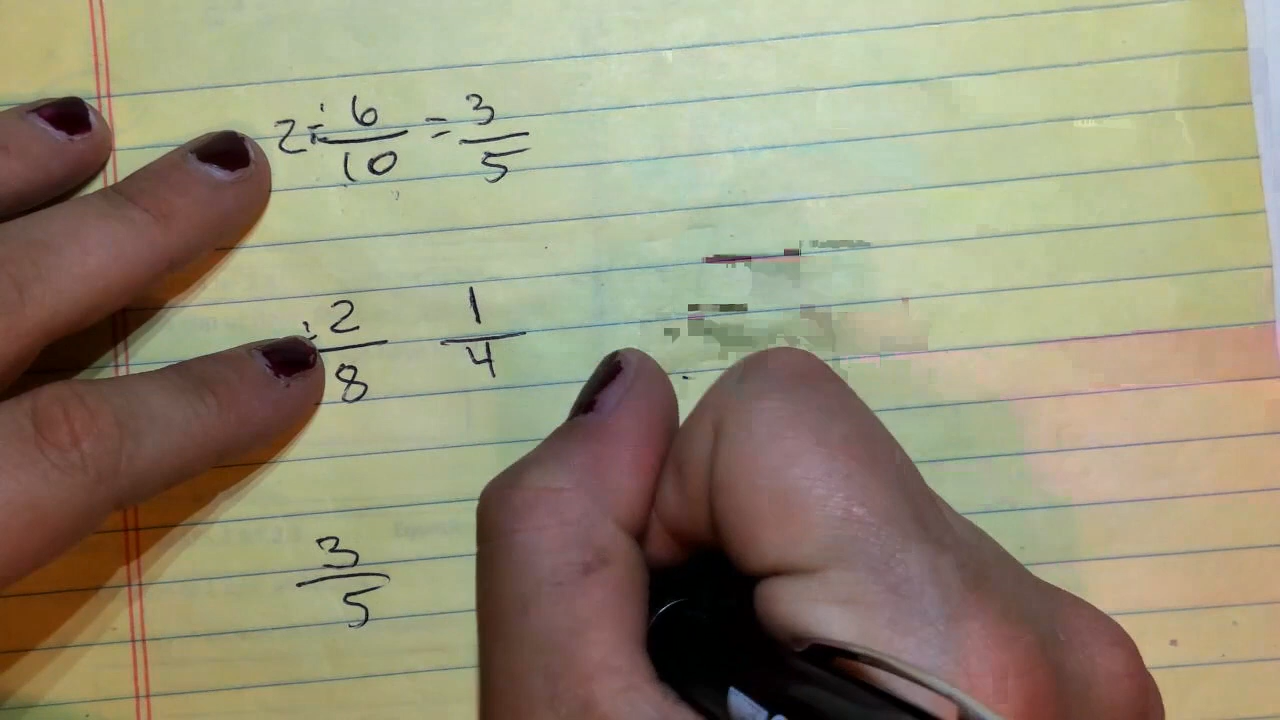 2÷ 6/10 = 3/5
÷ 2/8 1/4
3/5